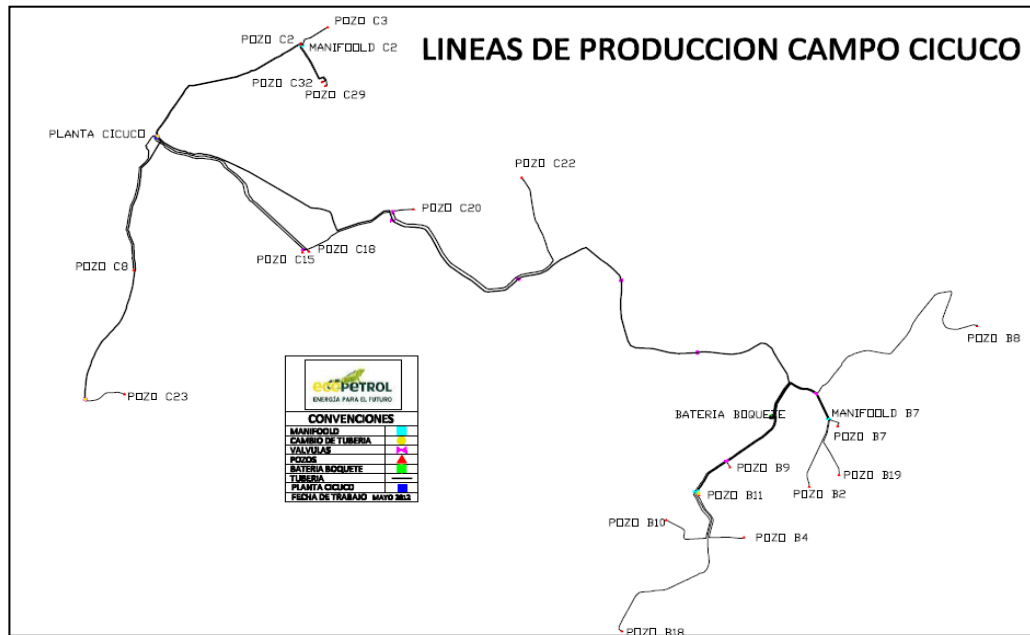 POZO C3
POZO C2
MANIFOOLD C2
LINEAS DE PRODUCCION CAMPO CICUCO
POZO C32
POZO C29
PLANTA CICUCO
POZO C22
POZO C20
POZO C18
POZO C15
POZO C8
POZO B8
POZO C23
ecopetrol
ENERGÍA PARA EL FUTURO
CONVENCIONES
MANIFOOLD
CAMBIO DE TUBERIA
VALVULAS
POZOS
BATERIA BOQUETE
TUBERIA
PLANTA CICUCO
FECHA DE TRABAJO MAYO 2012
BATERIA BOQUETE
MANIFOOLD B7
POZO B7
POZO B9
POZO B19
POZO B2
POZO B11
POZO B10
POZO B4
POZO B18